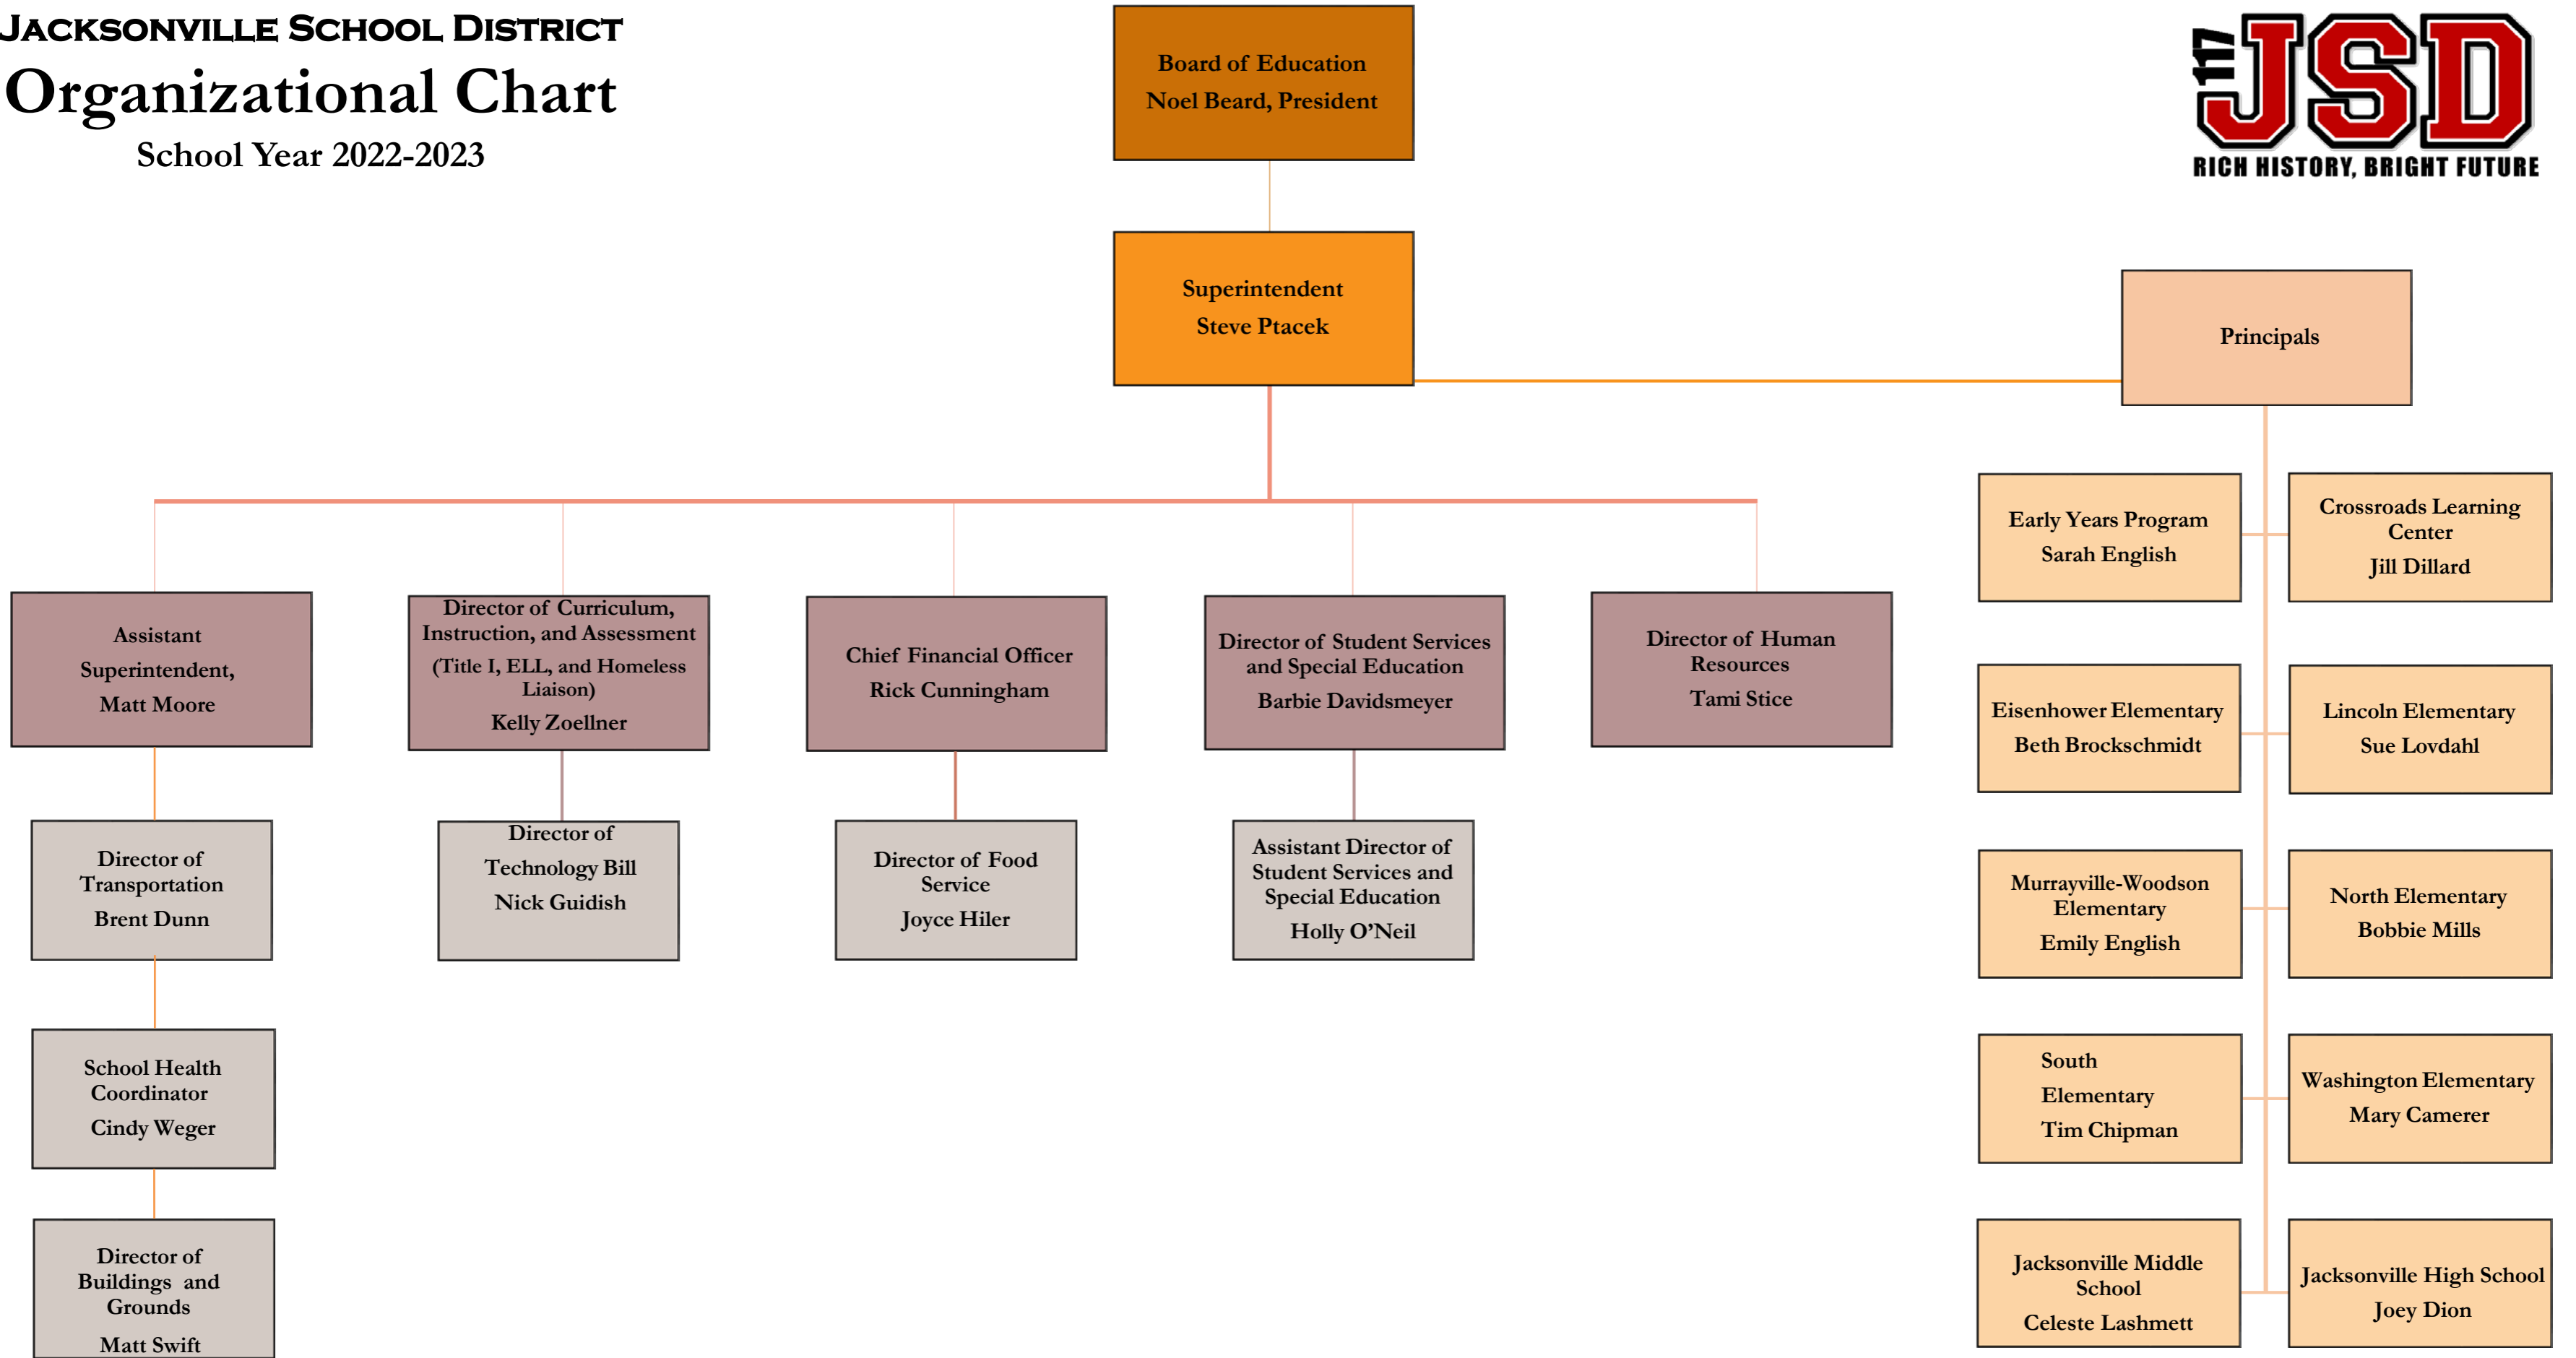 JACKSONVILLE SCHOOL DISTRICT
Organizational Chart
School Year 2022-2023
Board of Education
Noel Beard, President
117
JSD
RICH HISTORY, BRIGHT FUTURE
Superintendent
Steve Ptacek
Principals
Assistant
Superintendent,
Matt Moore
Director of Curriculum,
Instruction, and Assessment
(Title I, ELL, and Homeless
Liaison)
Kelly Zoellner
Chief Financial Officer
Rick Cunningham
Director of Student Services
and Special Education
Barbie Davidsmeyer
Director of Human
Resources
Tami Stice
Director of
Transportation
Brent Dunn
Director of
Technology Bill
Nick Guidish
Director of Food
Service
Joyce Hiler
Assistant Director of
Student Services and
Special Education
Holly O’Neil
School Health
Coordinator
Cindy Weger
Director of
Buildings and
Grounds
Matt Swift
Early Years Program
Sarah English
Crossroads Learning
Center
Jill Dillard
Eisenhower Elementary
Beth Brockschmidt
Lincoln Elementary
Sue Lovdahl
Murrayville-Woodson
Elementary
Emily English
North Elementary
Bobbie Mills
South
Elementary
Tim Chipman
Washington Elementary
Mary Camerer
Jacksonville Middle
School
Celeste Lashmett
Jacksonville High School
Joey Dion